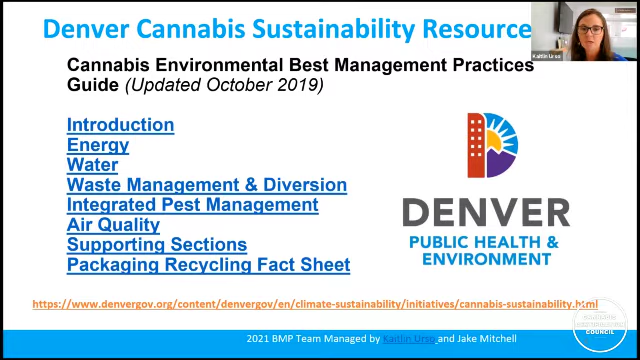 Denver Cannabis Sustainability Resource
Kaitlin Urso
Cannabis Environmental Best Management Practices
Guide (Updated October 2019)
Introduction
Energy
Water
Waste Management & Diversion
Integrated Pest Management
Air Quality
Supporting Sections
Packaging Recycling Fact Sheet
DENVER
PUBLIC HEALTH &
ENVIRONMENT
https://www.denvergov.org/content/denvergov/en/climate-sustainability/initiatives/cannabis-sustainability.html
COUNCIL
2021 BMP Team Managed by Kaitlin Urso and Jake Mitchell